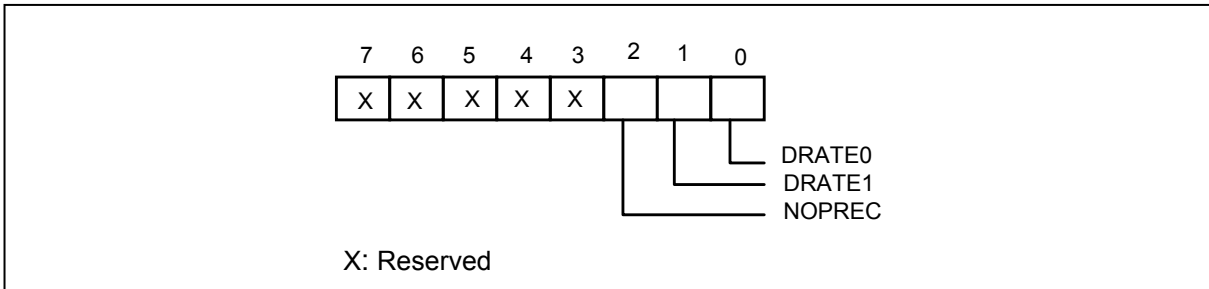 7 6 5 4 3 2 1 0
X X X X X
DRATE0
DRATE1
NOPREC
X: Reserved